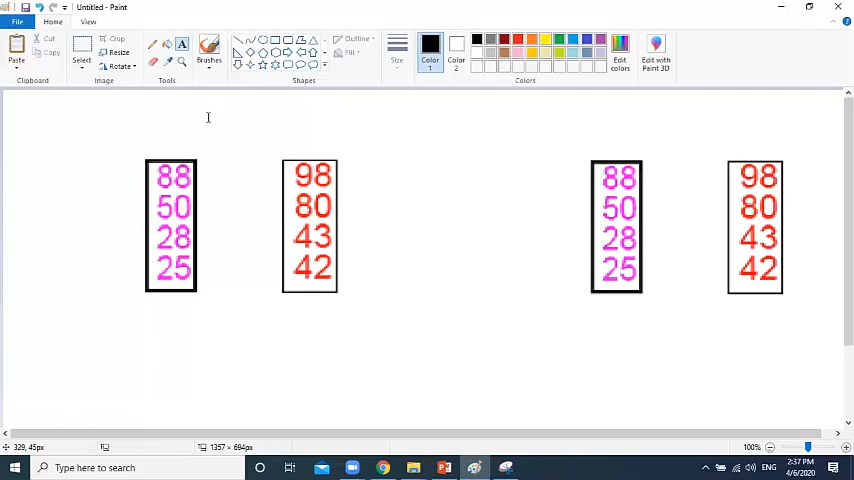 Untitled - Paint
File Home View
Paste
Cut
Copy
Clipboard
Select
Crop
Resize
Rotate
Image
A
Tools
Brushes
Outline
Fill
Shapes
Size
Color 1
Color 2
Edit colors
Edit with Paint 3D
Colors
88
50
28
25
98
80
43
42
88
50
28
25
98
80
43
42
329, 45px
1357 × 694px
100%
Type here to search
ENG
2:37 PM
4/6/2020